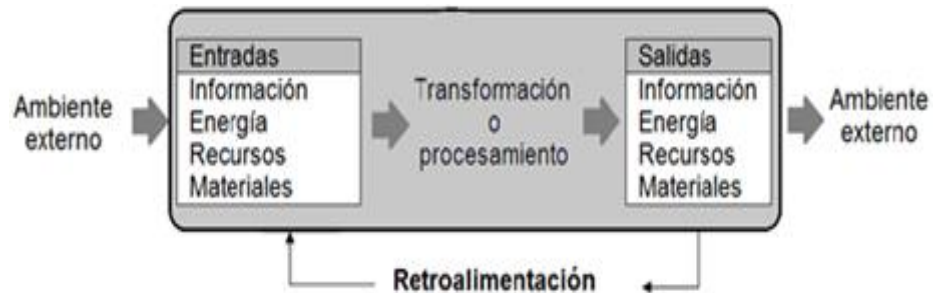 Ambiente
externo
Entradas
Información
Energía
Recursos
Materiales
Transformación
o
procesamiento
Salidas
Información
Energía
Recursos
Materiales
Ambiente
externo
Retroalimentación